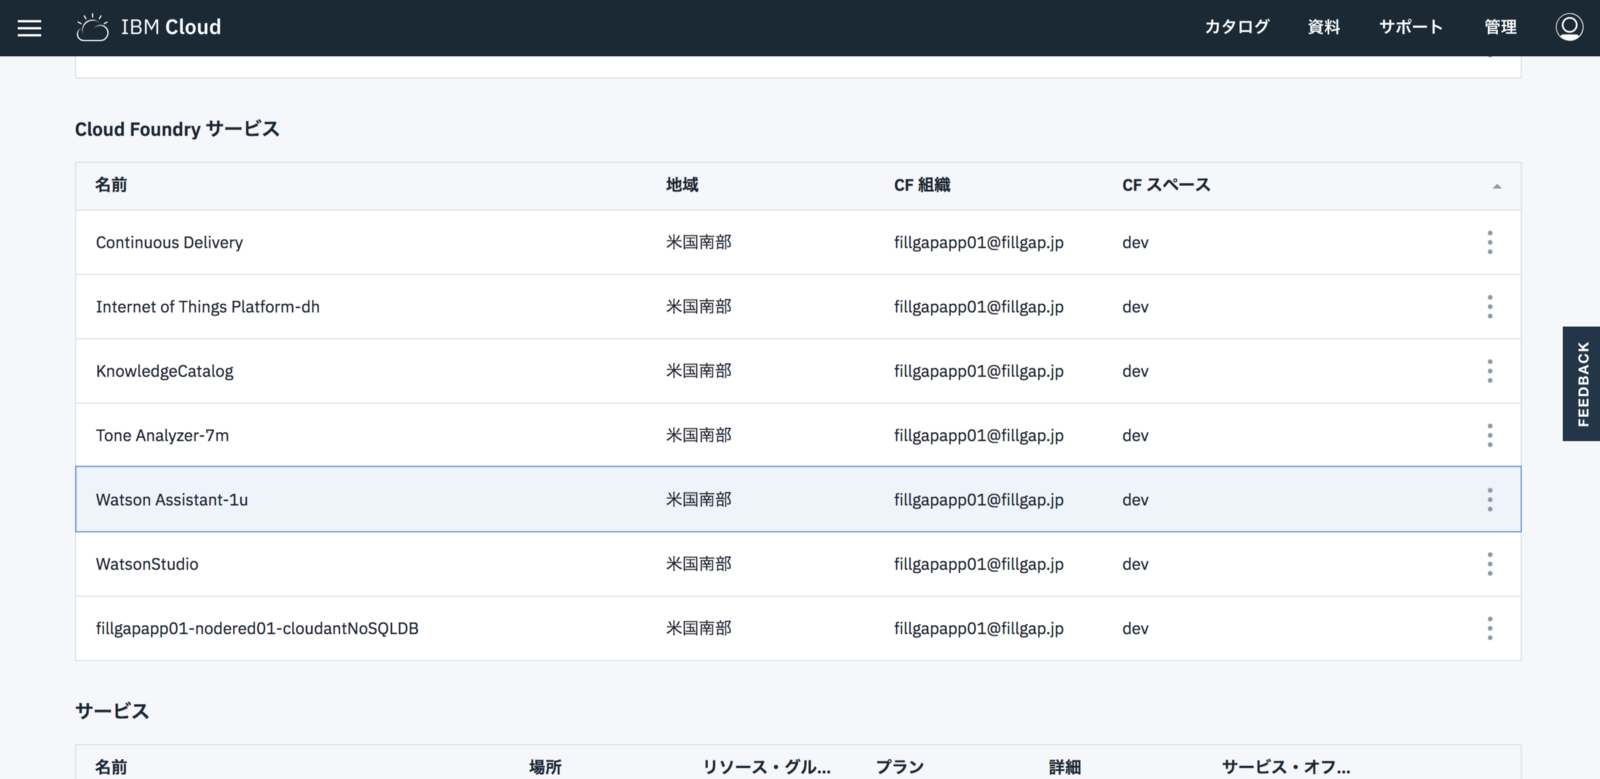 IBM Cloud カタログ 資料 サポート 管理
Cloud Foundry サービス
名前 地域 CF 組織 CF スペース
Continuous Delivery 米国南部 fillgapapp01@fillgap.jp dev
Internet of Things Platform-dh 米国南部 fillgapapp01@fillgap.jp dev
KnowledgeCatalog 米国南部 fillgapapp01@fillgap.jp dev
Tone Analyzer-7m 米国南部 fillgapapp01@fillgap.jp dev
Watson Assistant-1u 米国南部 fillgapapp01@fillgap.jp dev
WatsonStudio 米国南部 fillgapapp01@fillgap.jp dev
fillgapapp01-nodered01-cloudantNoSQLDB 米国南部 fillgapapp01@fillgap.jp dev
FEEDBACK
サービス
名前 場所 リソース・グル... プラン 詳細 サービス・オフ...